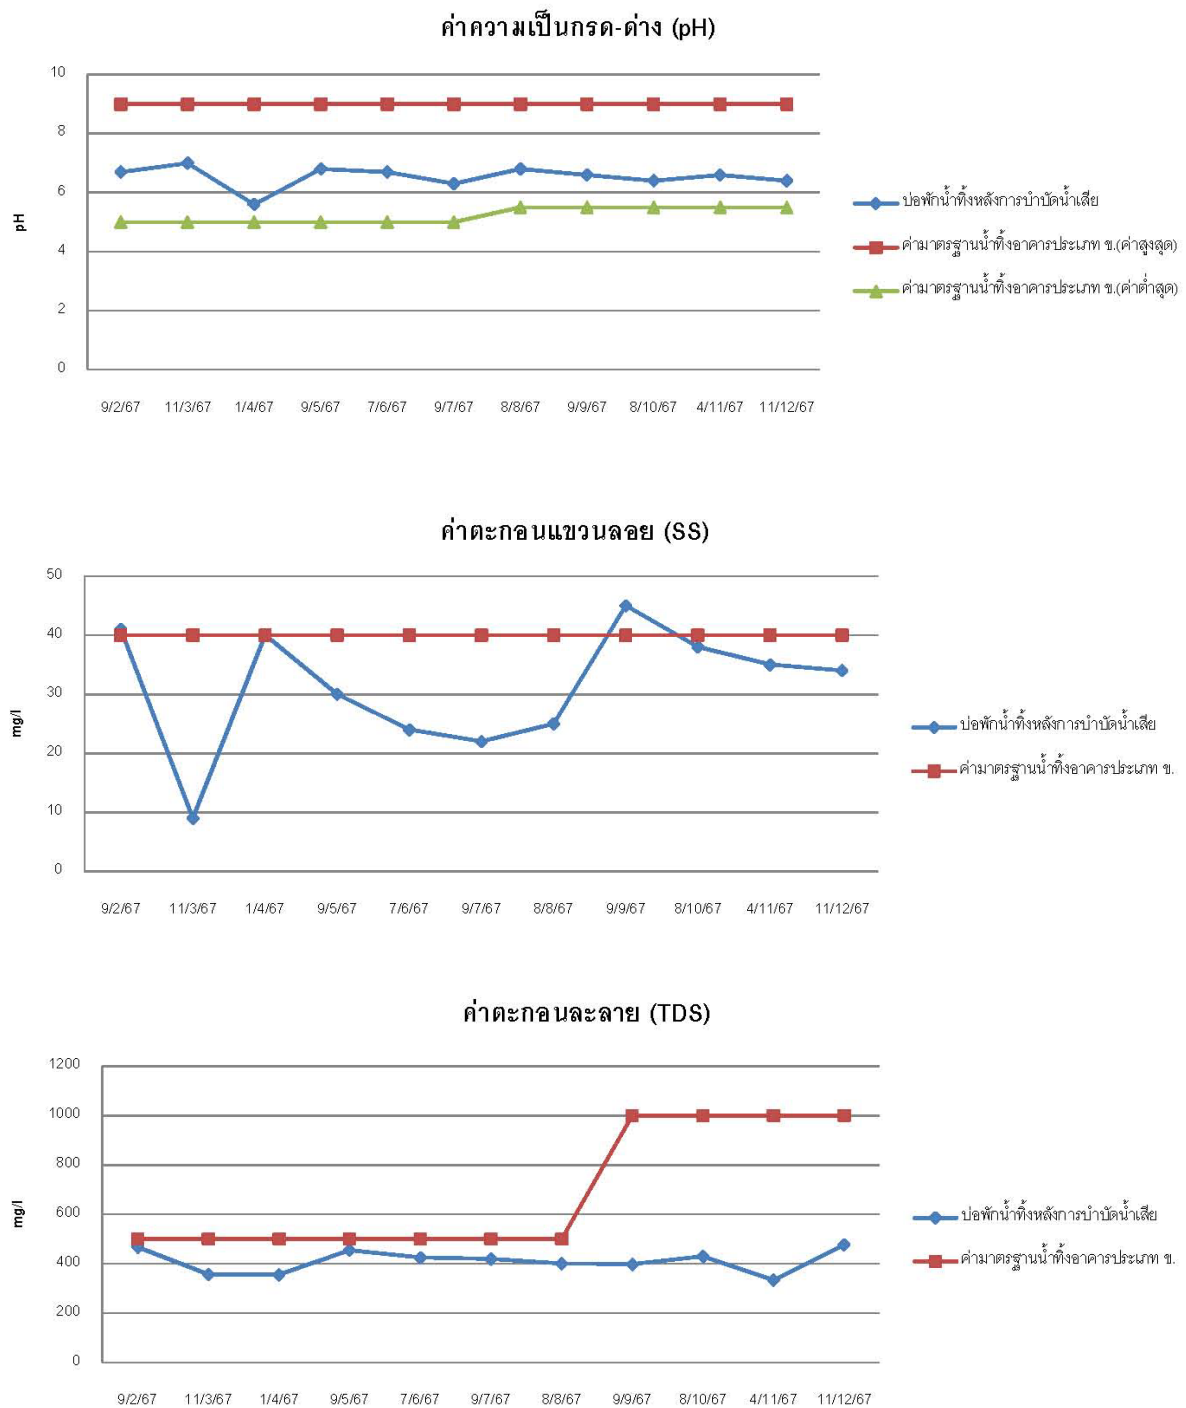 ค่าความเป็นกรด-ด่าง (pH)
10
8
6
4
2
0
pH
9/2/67 11/3/67 1/4/67 9/5/67 7/6/67 9/7/67 8/8/67 9/9/67 8/10/67 4/11/67 11/12/67
บ่อพักน้ำทิ้งหลังการบำบัดน้ำเสีย
ค่ามาตรฐานน้ำทิ้งอาคารประเภท ข.(ค่าสูงสุด)
ค่ามาตรฐานน้ำทิ้งอาคารประเภท ข.(ค่าต่ำสุด)
ค่าตะกอนแขวนลอย (SS)
50
40
30
20
10
0
mg/l
9/2/67 11/3/67 1/4/67 9/5/67 7/6/67 9/7/67 8/8/67 9/9/67 8/10/67 4/11/67 11/12/67
บ่อพักน้ำทิ้งหลังการบำบัดน้ำเสีย
ค่ามาตรฐานน้ำทิ้งอาคารประเภท ข.
ค่าตะกอนละลาย (TDS)
1200
1000
800
600
400
200
0
mg/l
9/2/67 11/3/67 1/4/67 9/5/67 7/6/67 9/7/67 8/8/67 9/9/67 8/10/67 4/11/67 11/12/67
บ่อพักน้ำทิ้งหลังการบำบัดน้ำเสีย
ค่ามาตรฐานน้ำทิ้งอาคารประเภท ข.